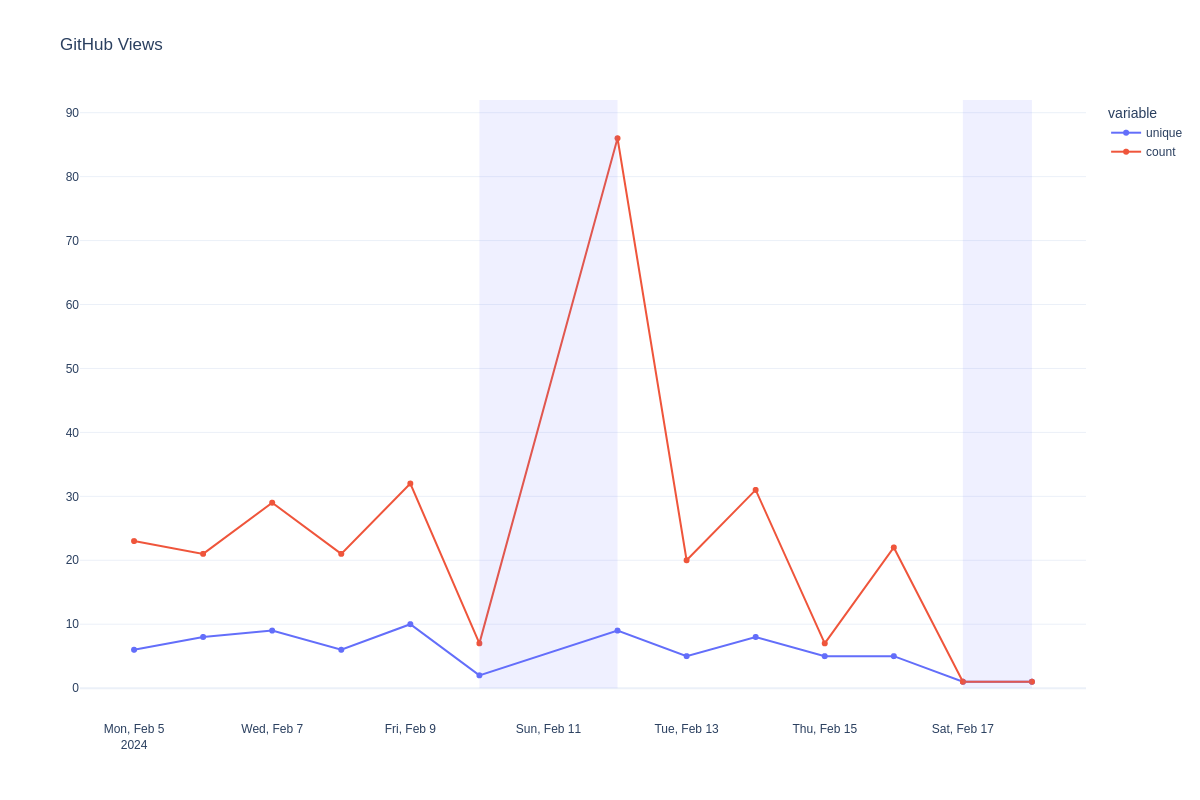 GitHub Views
90
80
70
60
50
40
30
20
10
0
Mon, Feb 5
2024
Wed, Feb 7
Fri, Feb 9
Sun, Feb 11
Tue, Feb 13
Thu, Feb 15
Sat, Feb 17
variable
unique
count